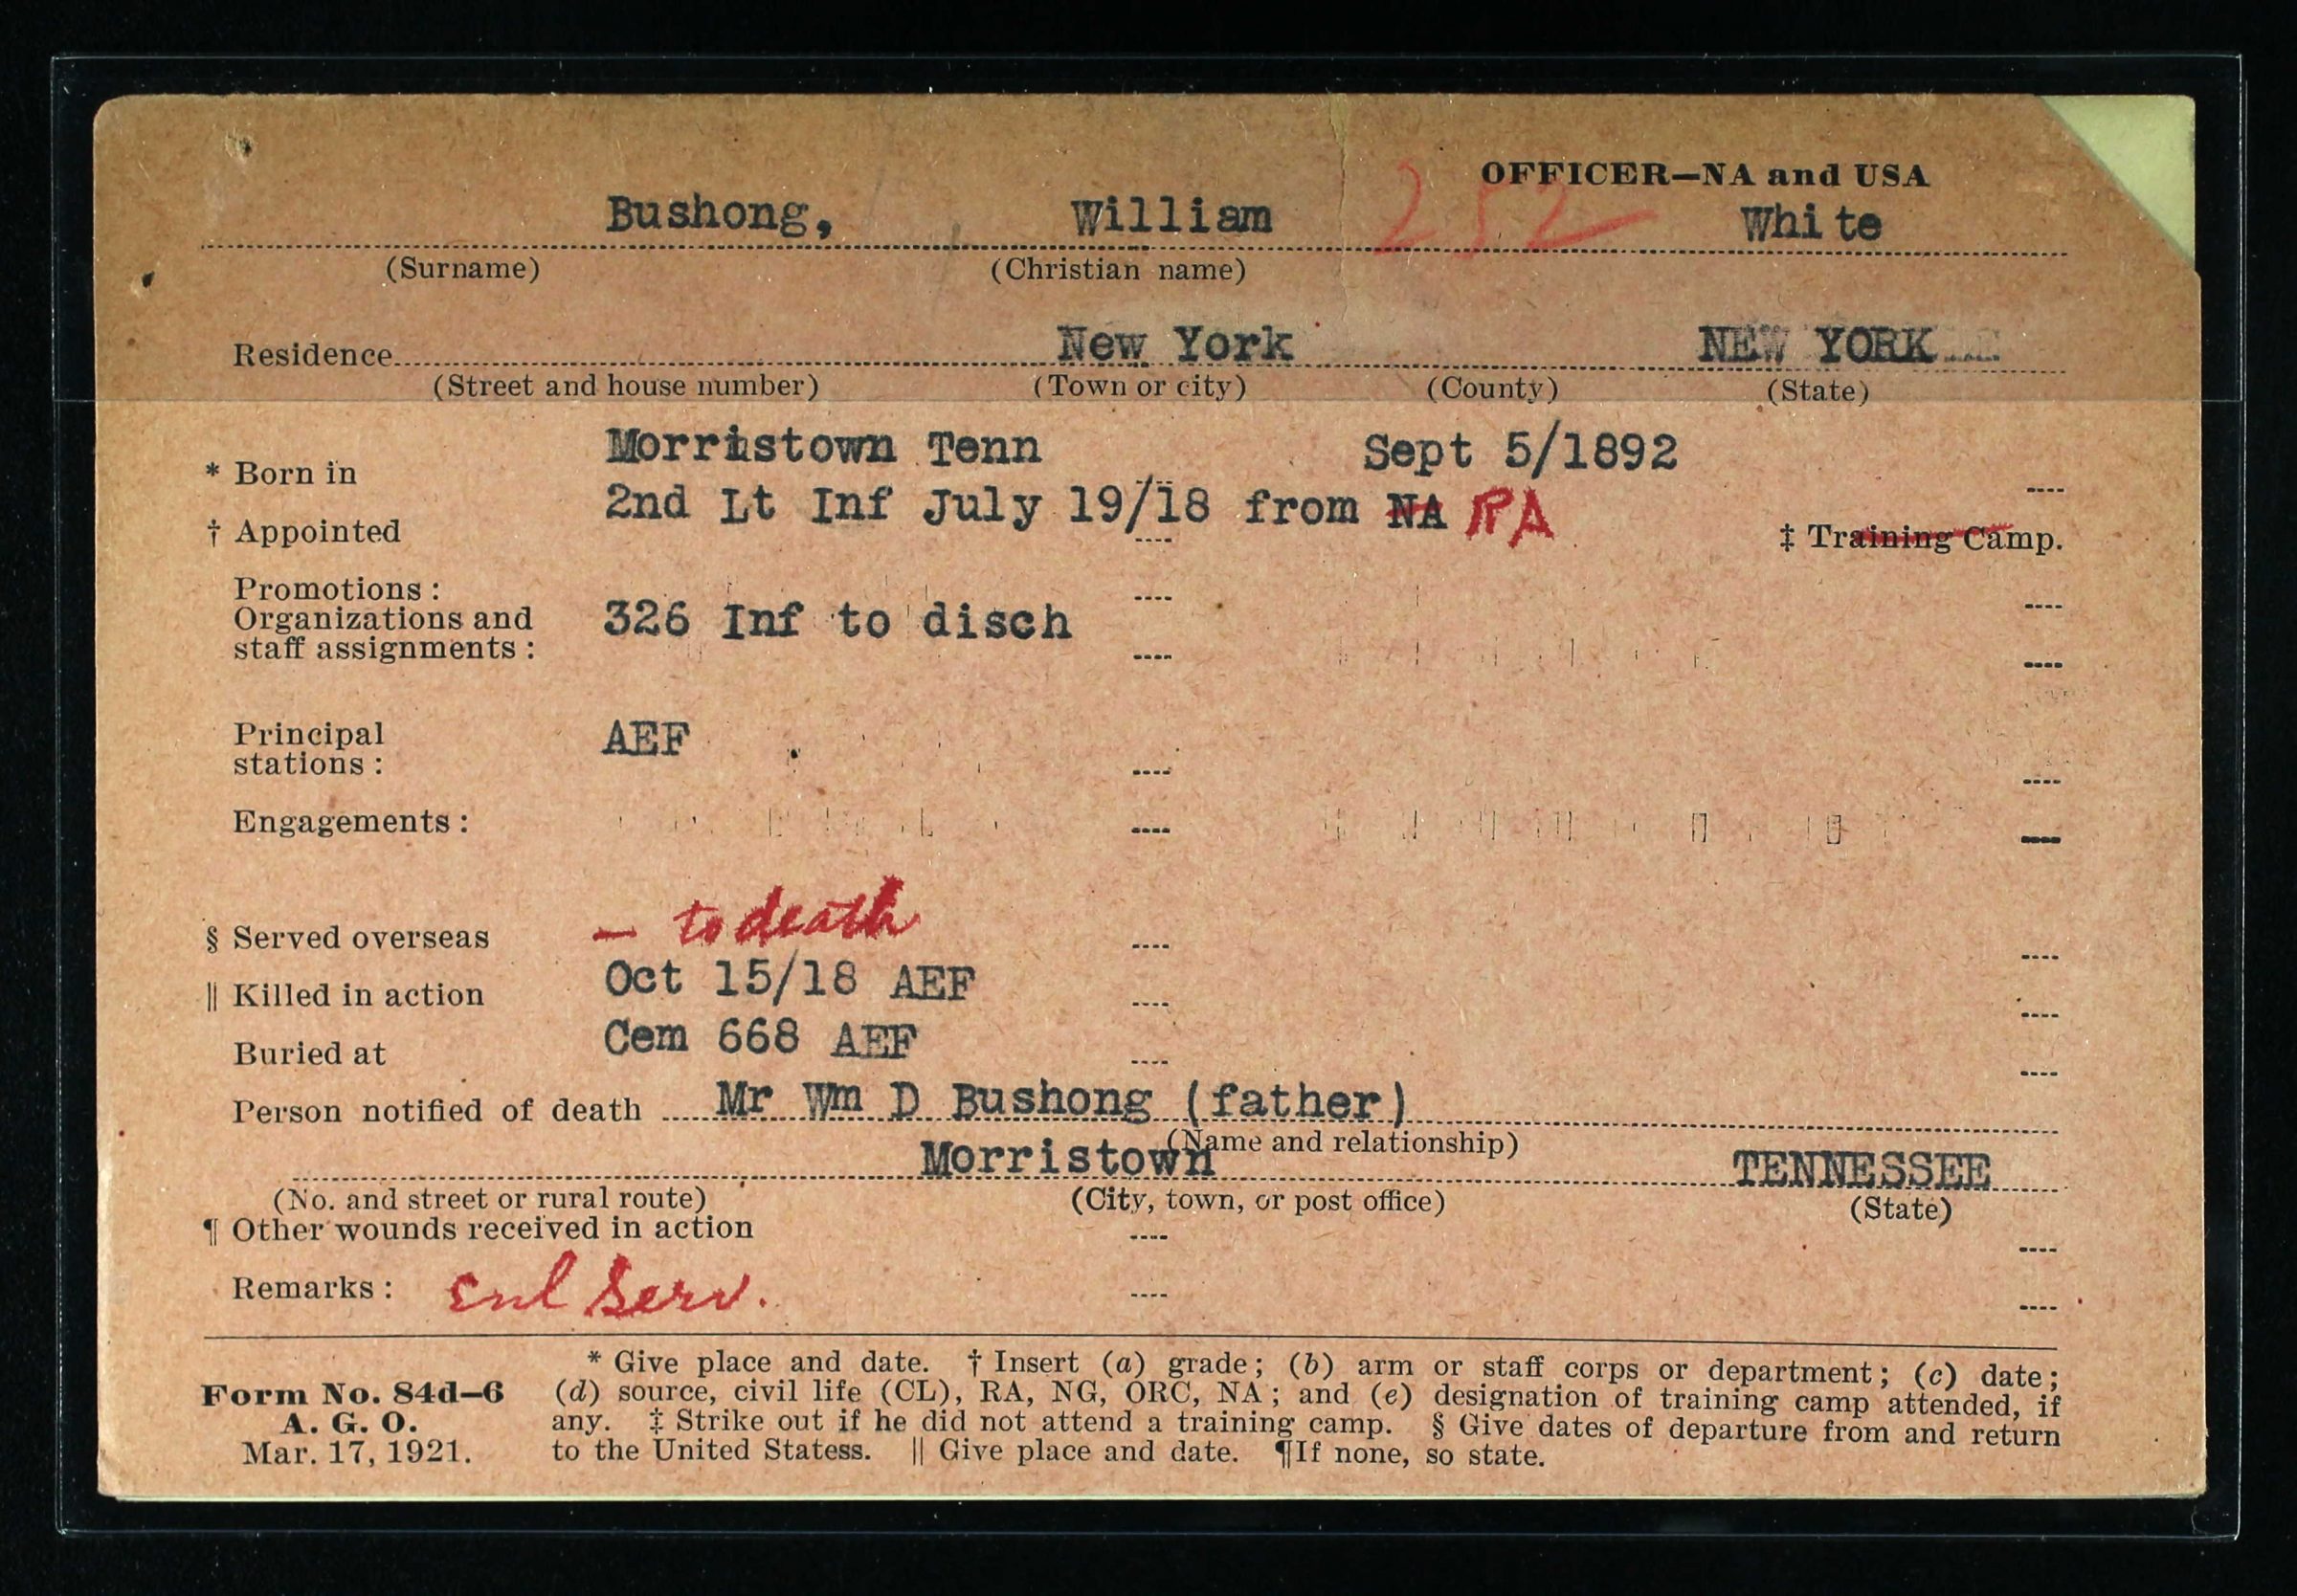 OFFICER—NA and USA
Bushong, William 252 White
(Surname) (Christian name)
Residence New York NEW YORK
(Street and house number) (Town or city) (County) (State)
* Born in Morristown Tenn Sept 5/1892
† Appointed 2nd Lt Inf July 19/18 from NA RA ‡ Training Camp.
Promotions :
Organizations and 326 Inf to disch
staff assignments :
Principal AEF
stations :
Engagements :
§ Served overseas — to death
|| Killed in action Oct 15/18 AEF
Buried at Cem 668 AEF
Person notified of death Mr Wm D Bushong (father)
(Name and relationship)
Morristown TENNESSEE
(No. and street or rural route) (City, town, or post office) (State)
¶ Other wounds received in action
Remarks : Enl Serv.
* Give place and date. † Insert (a) grade; (b) arm or staff corps or department; (c) date;
Form No. 84d–6 (d) source, civil life (CL), RA, NG, ORC, NA; and (e) designation of training camp attended, if
A. G. O. any. ‡ Strike out if he did not attend a training camp. § Give dates of departure from and return
Mar. 17, 1921. to the United Statess. || Give place and date. ¶If none, so state.